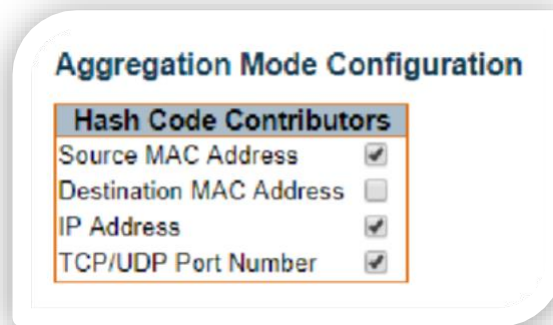 Aggregation Mode Configuration
Hash Code Contributors
Source MAC Address
Destination MAC Address
IP Address
TCP/UDP Port Number